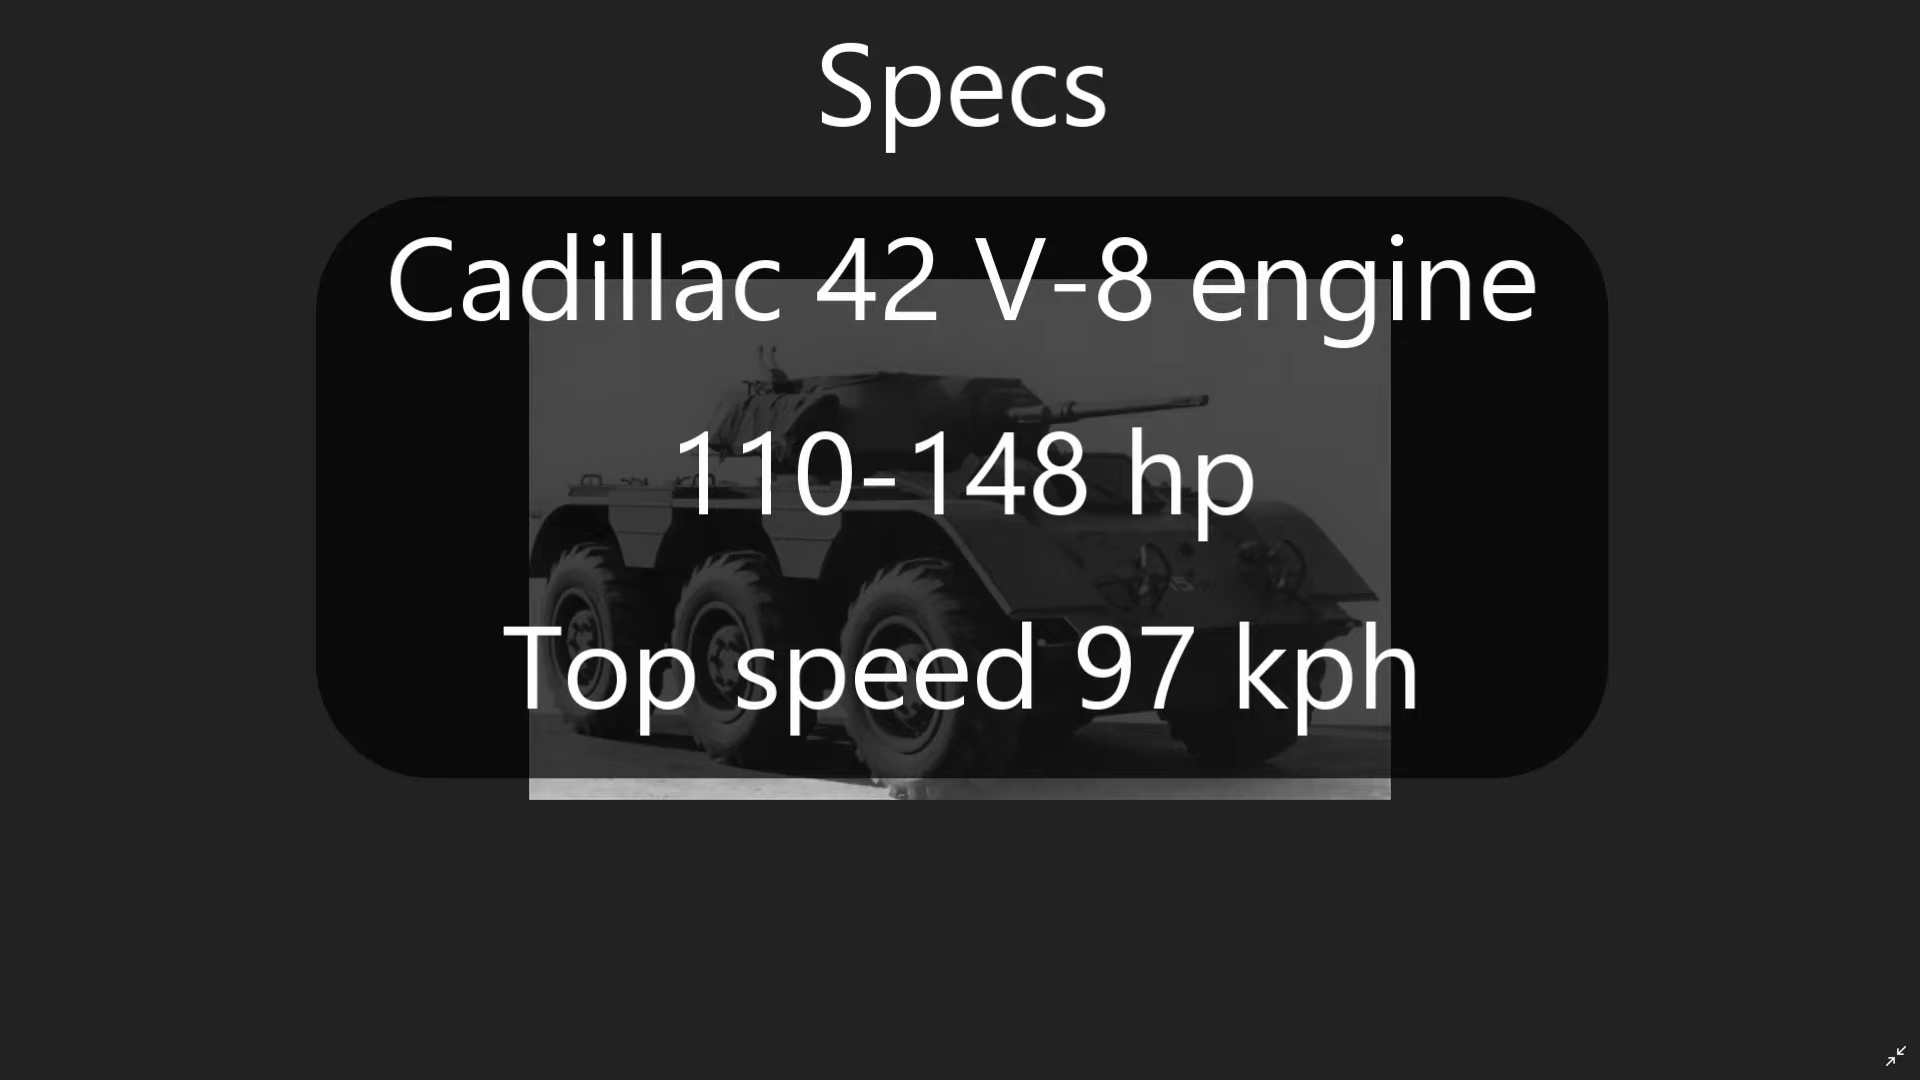 Specs
Cadillac 42 V-8 engine
110-148 hp
Top speed 97 kph